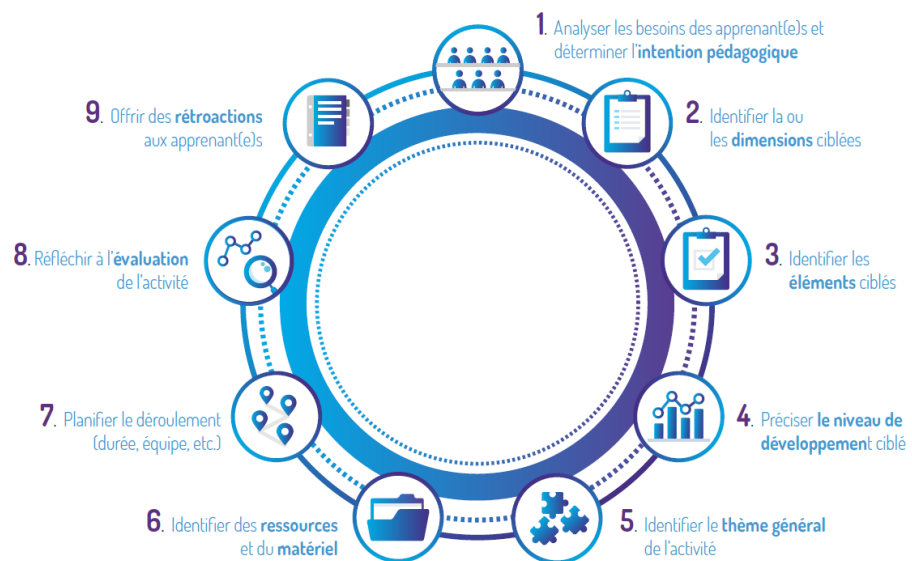 1. Analyser les besoins des apprenant(e)s et
déterminer l'intention pédagogique
2. Identifier la ou
les dimensions ciblées
3. Identifier les
éléments ciblés
4. Préciser le niveau de
développement ciblé
5. Identifier le thème général
de l'activité
6. Identifier des ressources
et du matériel
7. Planifier le déroulement
(durée, équipe, etc.)
8. Réfléchir à l'évaluation
de l'activité
9. Offrir des rétroactions
aux apprenant(e)s